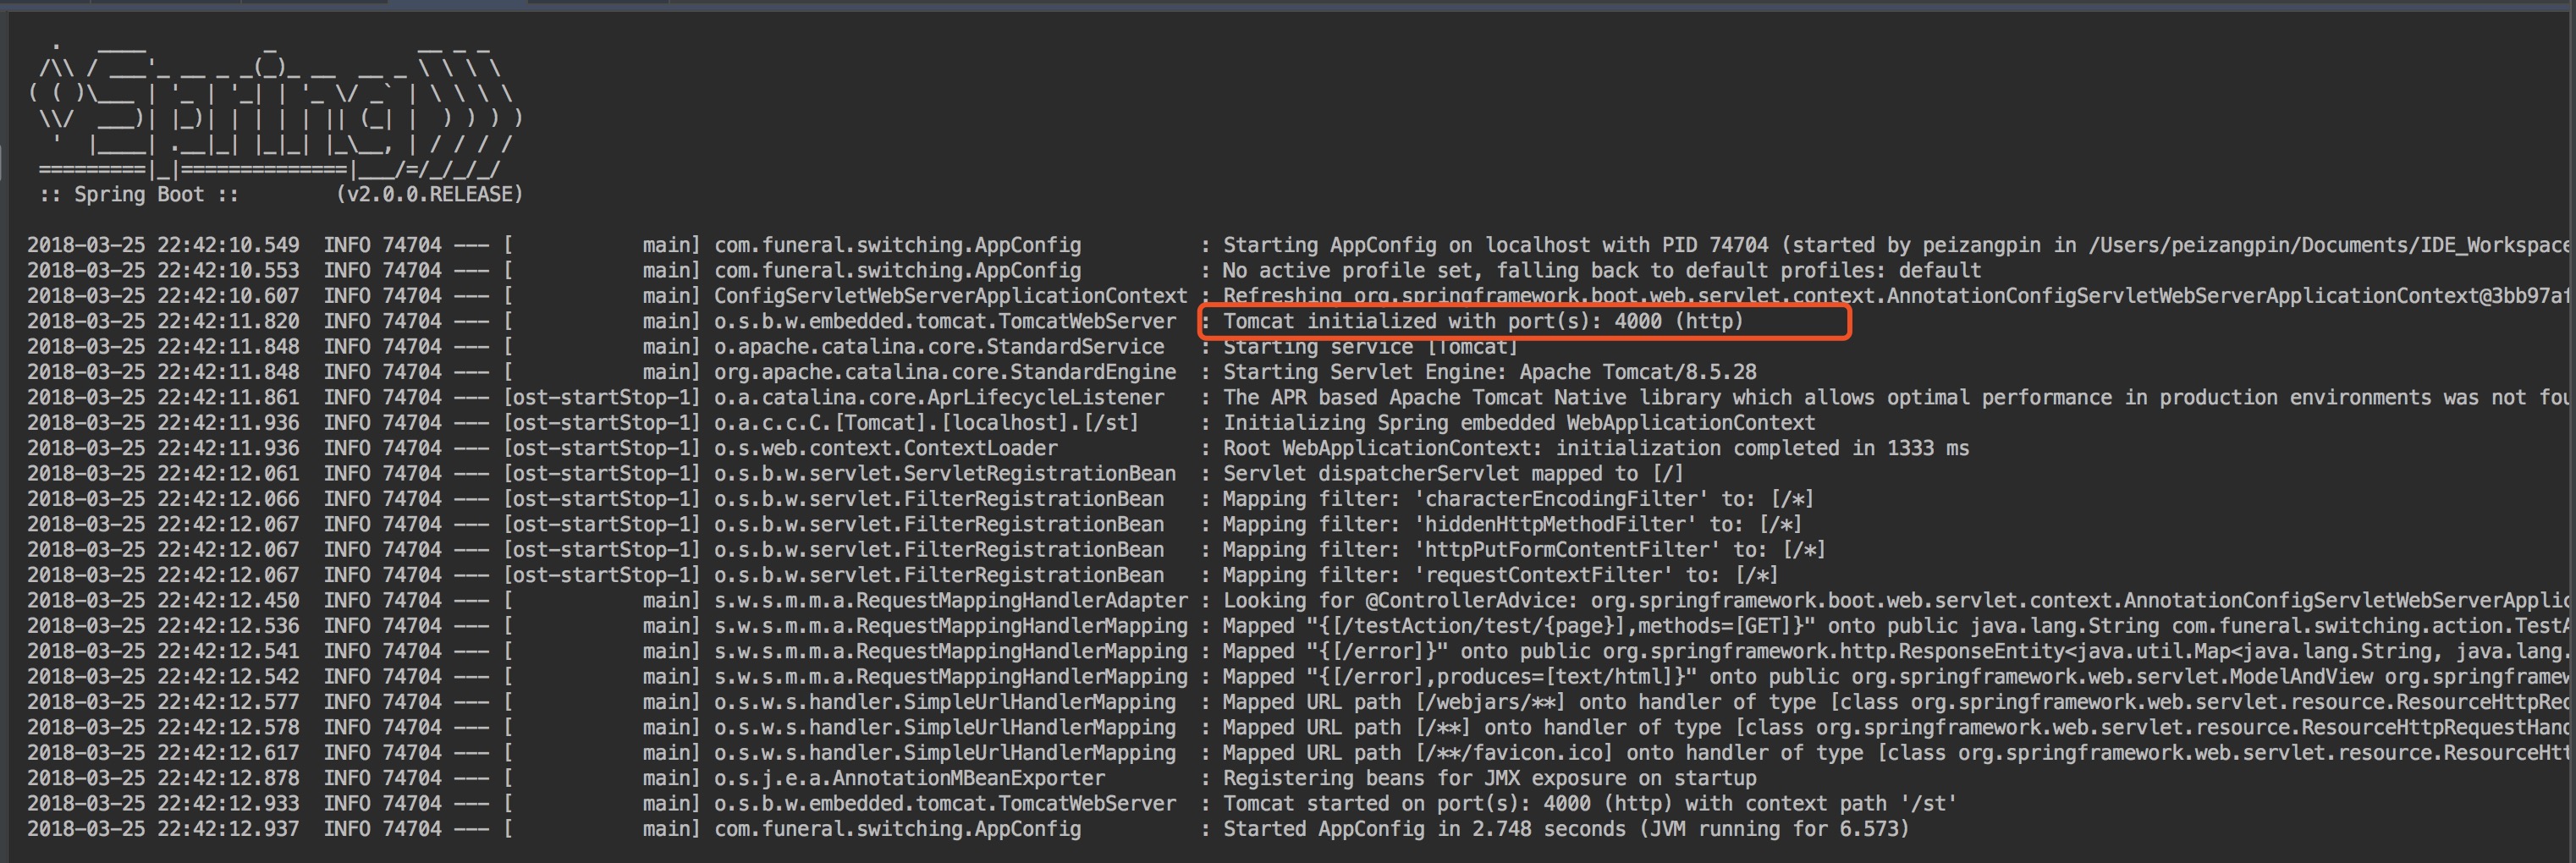 .   ____          _            __ _ _
 /\\ / ___'_ __ _ _(_)_ __  __ _ \ \ \ \
( ( )\___ | '_ | '_| | '_ \/ _` | \ \ \ \
 \\/  ___)| |_)| | | | | || (_| |  ) ) ) )
  '  |____| .__|_| |_|_| |_\__, | / / / /
 =========|_|==============|___/=/_/_/_/
 :: Spring Boot ::        (v2.0.0.RELEASE)
2018-03-25 22:42:10.549  INFO 74704 --- [           main] com.funeral.switching.AppConfig          : Starting AppConfig on localhost with PID 74704 (started by peizangpin in /Users/peizangpin/Documents/IDE_Workspace
2018-03-25 22:42:10.553  INFO 74704 --- [           main] com.funeral.switching.AppConfig          : No active profile set, falling back to default profiles: default
2018-03-25 22:42:10.607  INFO 74704 --- [           main] ConfigServletWebServerApplicationContext : Refreshing org.springframework.boot.web.servlet.context.AnnotationConfigServletWebServerApplicationContext@3bb97af
2018-03-25 22:42:11.820  INFO 74704 --- [           main] o.s.b.w.embedded.tomcat.TomcatWebServer  : Tomcat initialized with port(s): 4000 (http)
2018-03-25 22:42:11.848  INFO 74704 --- [           main] o.apache.catalina.core.StandardService   : Starting service [Tomcat]
2018-03-25 22:42:11.848  INFO 74704 --- [           main] org.apache.catalina.core.StandardEngine  : Starting Servlet Engine: Apache Tomcat/8.5.28
2018-03-25 22:42:11.861  INFO 74704 --- [ost-startStop-1] o.a.catalina.core.AprLifecycleListener   : The APR based Apache Tomcat Native library which allows optimal performance in production environments was not fou
2018-03-25 22:42:11.936  INFO 74704 --- [ost-startStop-1] o.a.c.c.C.[Tomcat].[localhost].[/st]     : Initializing Spring embedded WebApplicationContext
2018-03-25 22:42:11.936  INFO 74704 --- [ost-startStop-1] o.s.web.context.ContextLoader            : Root WebApplicationContext: initialization completed in 1333 ms
2018-03-25 22:42:12.061  INFO 74704 --- [ost-startStop-1] o.s.b.w.servlet.ServletRegistrationBean  : Servlet dispatcherServlet mapped to [/]
2018-03-25 22:42:12.066  INFO 74704 --- [ost-startStop-1] o.s.b.w.servlet.FilterRegistrationBean   : Mapping filter: 'characterEncodingFilter' to: [/*]
2018-03-25 22:42:12.067  INFO 74704 --- [ost-startStop-1] o.s.b.w.servlet.FilterRegistrationBean   : Mapping filter: 'hiddenHttpMethodFilter' to: [/*]
2018-03-25 22:42:12.067  INFO 74704 --- [ost-startStop-1] o.s.b.w.servlet.FilterRegistrationBean   : Mapping filter: 'httpPutFormContentFilter' to: [/*]
2018-03-25 22:42:12.067  INFO 74704 --- [ost-startStop-1] o.s.b.w.servlet.FilterRegistrationBean   : Mapping filter: 'requestContextFilter' to: [/*]
2018-03-25 22:42:12.450  INFO 74704 --- [           main] s.w.s.m.m.a.RequestMappingHandlerAdapter : Looking for @ControllerAdvice: org.springframework.boot.web.servlet.context.AnnotationConfigServletWebServerApplic
2018-03-25 22:42:12.536  INFO 74704 --- [           main] s.w.s.m.m.a.RequestMappingHandlerMapping : Mapped "{[/testAction/test/{page}],methods=[GET]}" onto public java.lang.String com.funeral.switching.action.TestA
2018-03-25 22:42:12.541  INFO 74704 --- [           main] s.w.s.m.m.a.RequestMappingHandlerMapping : Mapped "{[/error]}" onto public org.springframework.http.ResponseEntity<java.util.Map<java.lang.String, java.lang.
2018-03-25 22:42:12.542  INFO 74704 --- [           main] s.w.s.m.m.a.RequestMappingHandlerMapping : Mapped "{[/error],produces=[text/html]}" onto public org.springframework.web.servlet.ModelAndView org.springframew
2018-03-25 22:42:12.577  INFO 74704 --- [           main] o.s.w.s.handler.SimpleUrlHandlerMapping  : Mapped URL path [/webjars/**] onto handler of type [class org.springframework.web.servlet.resource.ResourceHttpReq
2018-03-25 22:42:12.578  INFO 74704 --- [           main] o.s.w.s.handler.SimpleUrlHandlerMapping  : Mapped URL path [/**] onto handler of type [class org.springframework.web.servlet.resource.ResourceHttpRequestHand
2018-03-25 22:42:12.617  INFO 74704 --- [           main] o.s.w.s.handler.SimpleUrlHandlerMapping  : Mapped URL path [/**/favicon.ico] onto handler of type [class org.springframework.web.servlet.resource.ResourceHtt
2018-03-25 22:42:12.878  INFO 74704 --- [           main] o.s.j.e.a.AnnotationMBeanExporter        : Registering beans for JMX exposure on startup
2018-03-25 22:42:12.933  INFO 74704 --- [           main] o.s.b.w.embedded.tomcat.TomcatWebServer  : Tomcat started on port(s): 4000 (http) with context path '/st'
2018-03-25 22:42:12.937  INFO 74704 --- [           main] com.funeral.switching.AppConfig          : Started AppConfig in 2.748 seconds (JVM running for 6.573)